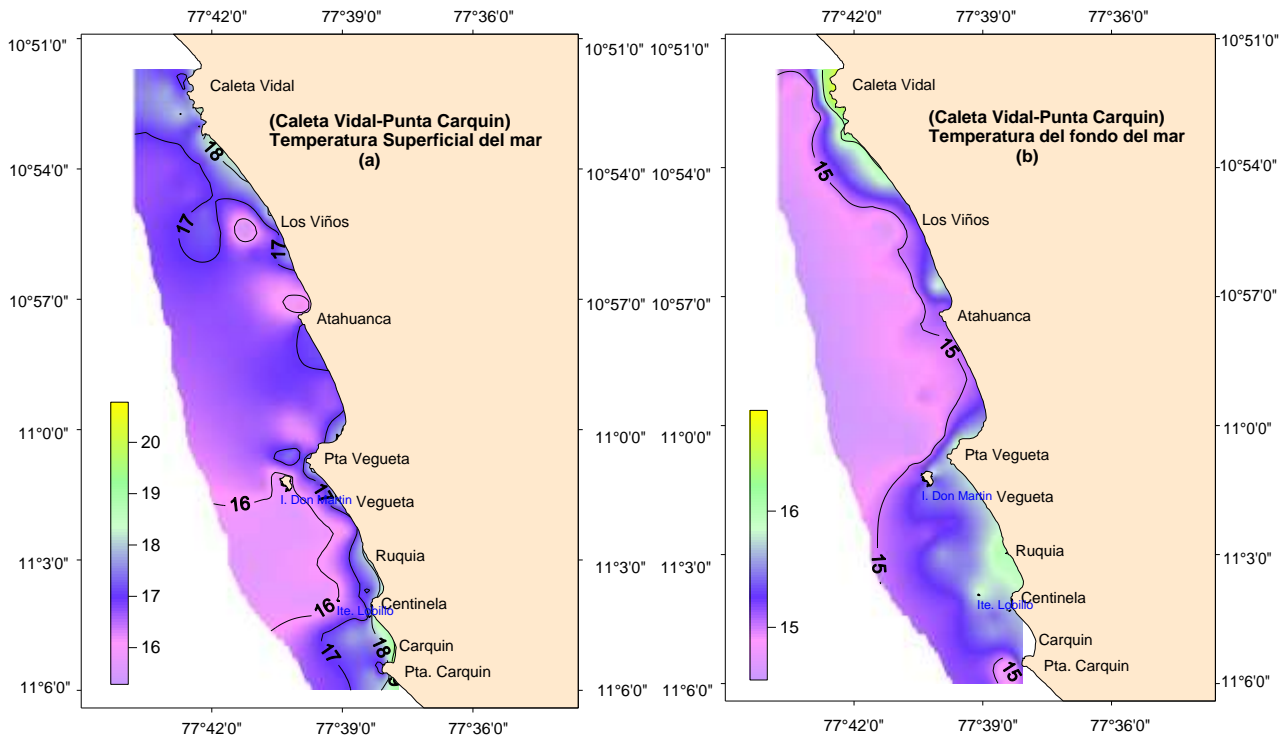 77°42'0" 77°39'0" 77°36'0"
10°51'0" 10°51'0"
Caleta Vidal
(Caleta Vidal-Punta Carquin)
Temperatura Superficial del mar
(a)
18
10°54'0" 10°54'0"
17
Los Viños
17
10°57'0" 10°57'0"
Atahuanca
20
19
18
17
16
11°0'0" 11°0'0"
Pta Vegueta
17
I. Don Martin
Vegueta
16
Ruquia
11°3'0" 11°3'0"
16
Ite. Lobillo
Centinela
18
Carquin
17
Pta. Carquin
11°6'0" 11°6'0"
77°42'0" 77°39'0" 77°36'0"
77°42'0" 77°39'0" 77°36'0"
10°51'0" 10°51'0"
Caleta Vidal
(Caleta Vidal-Punta Carquin)
Temperatura del fondo del mar
(b)
10°54'0" 10°54'0"
15
Los Viños
10°57'0" 10°57'0"
Atahuanca
15
16
15
11°0'0" 11°0'0"
Pta Vegueta
I. Don Martin
Vegueta
Ruquia
11°3'0" 11°3'0"
15
Ite. Lobillo
Centinela
Carquin
Pta. Carquin
15
11°6'0" 11°6'0"
77°42'0" 77°39'0" 77°36'0"